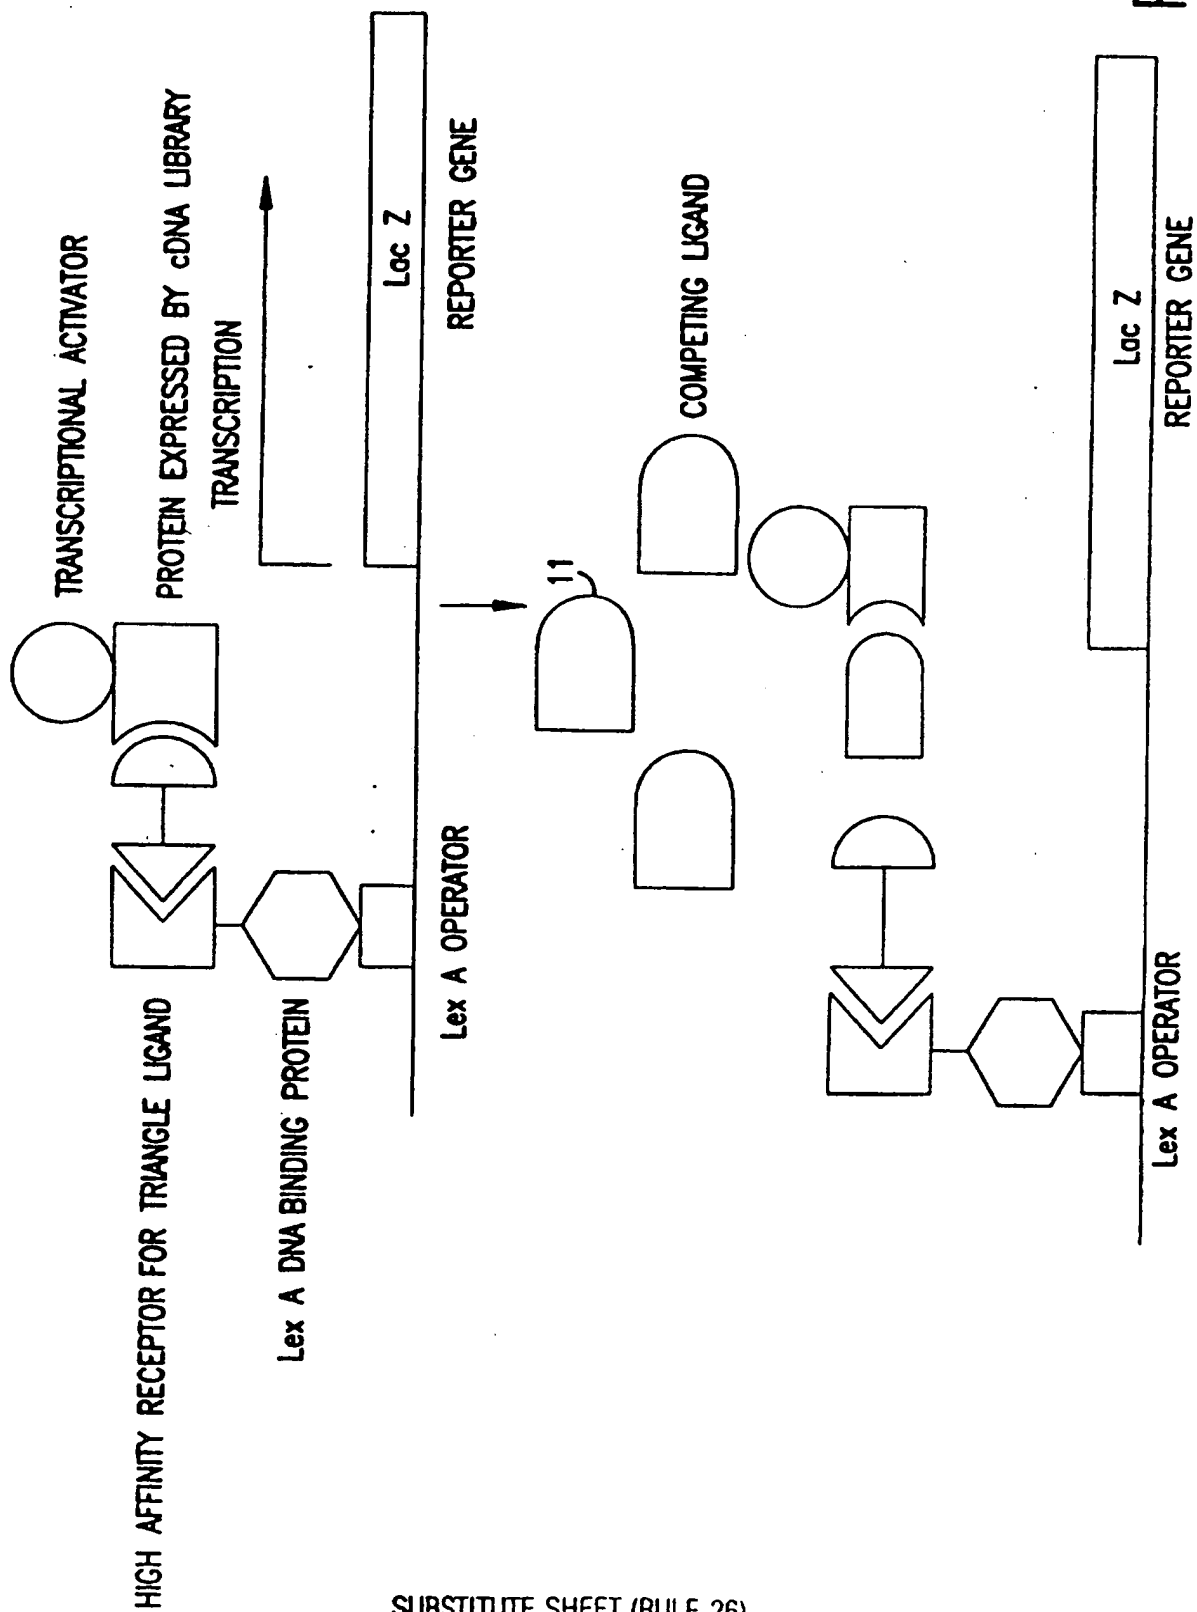 TRANSCRIPTIONAL ACTIVATOR
HIGH AFFINITY RECEPTOR FOR TRIANGLE LIGAND
PROTEIN EXPRESSED BY cDNA LIBRARY
TRANSCRIPTION
Lex A DNA BINDING PROTEIN
Lac Z
Lex A OPERATOR
REPORTER GENE
11
COMPETING LIGAND
Lac Z
Lex A OPERATOR
REPORTER GENE
SUBSTITUTE SHEET (RULE 26)